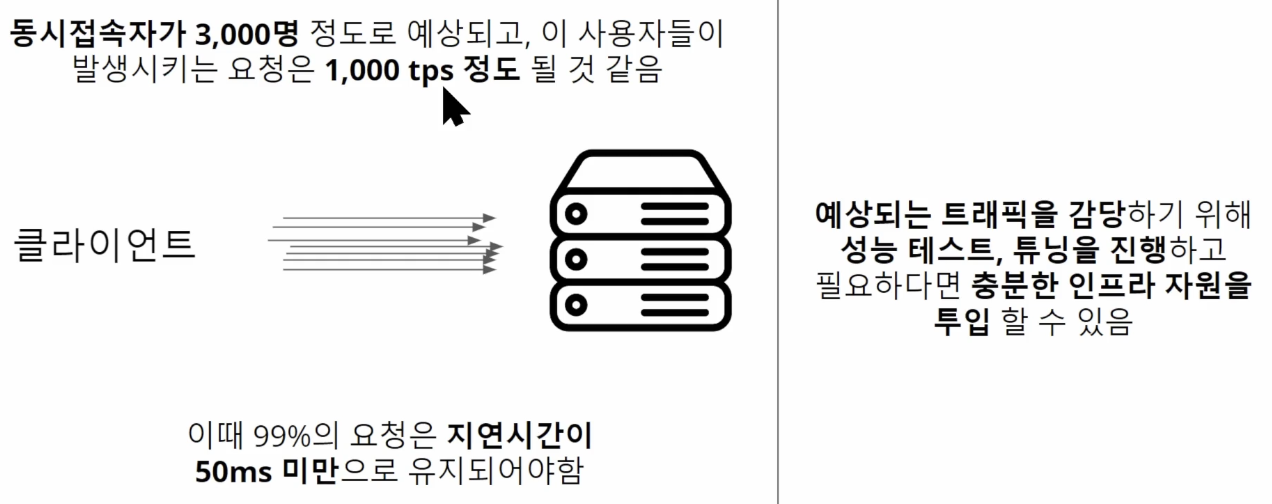 동시접속자가 3,000명 정도로 예상되고, 이 사용자들이
발생시키는 요청은 1,000 tps 정도 될 것 같음
클라이언트
이때 99%의 요청은 지연시간이
50ms 미만으로 유지되어야함
예상되는 트래픽을 감당하기 위해
성능 테스트, 튜닝을 진행하고
필요하다면 충분한 인프라 자원을
투입 할 수 있음